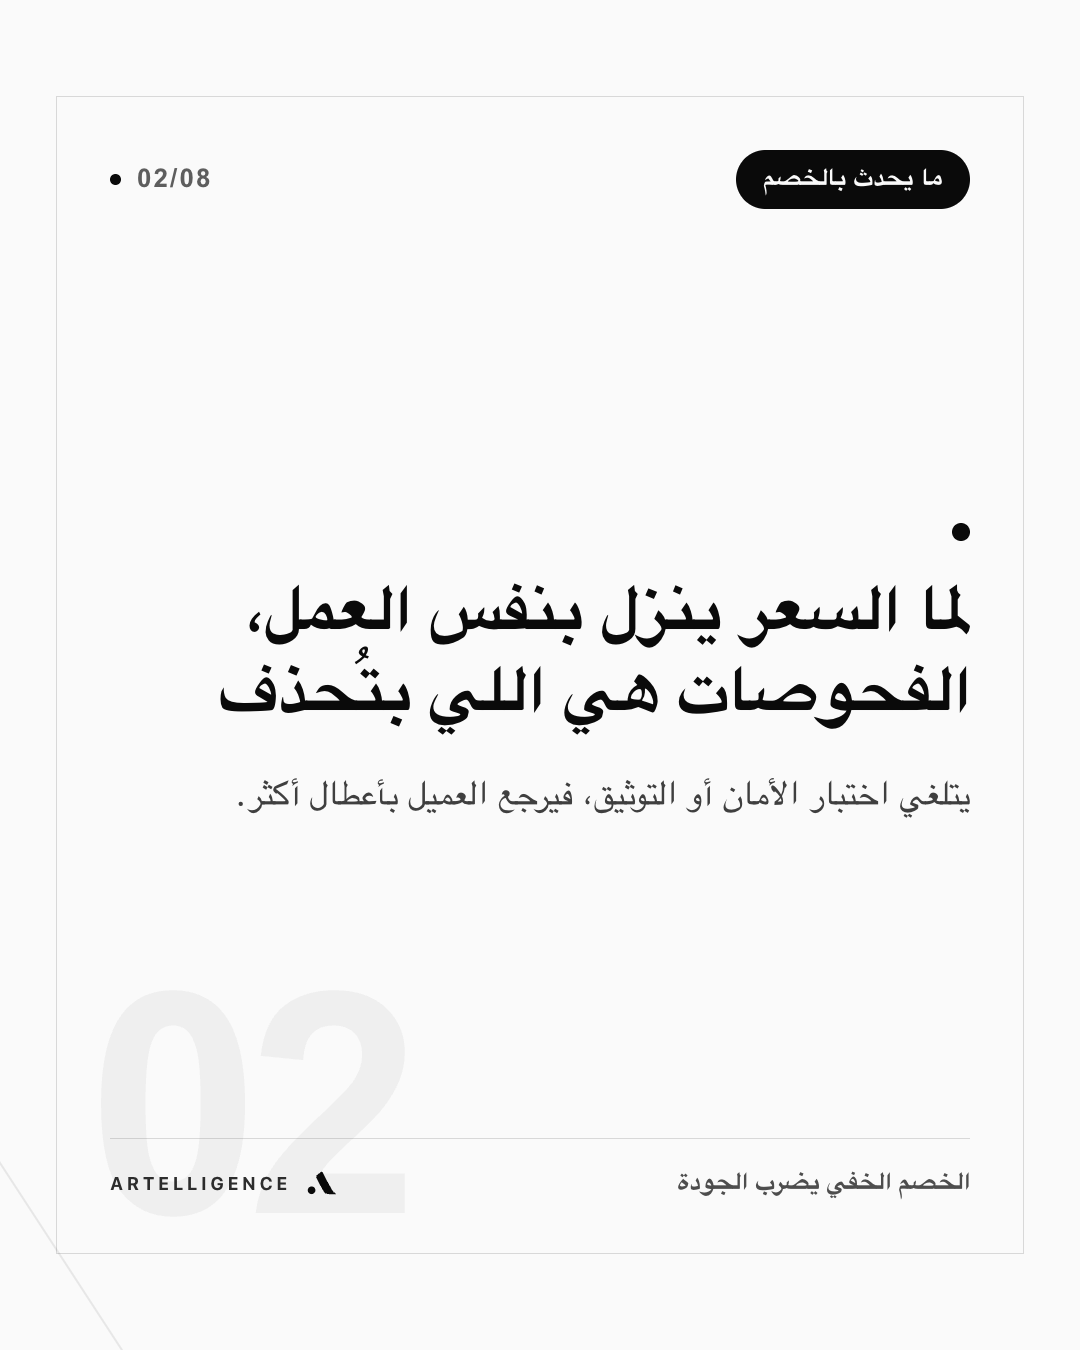 ما يحدث بالخصم
02/08
لما السعر ينزل بنفس العمل،
الفحوصات هي اللي بتُحذف
يتلغي اختبار الأمان أو التوثيق، فيرجع العميل بأعطال أكثر.
02
الخصم الخفي يضرب الجودة
ARTELLIGENCE